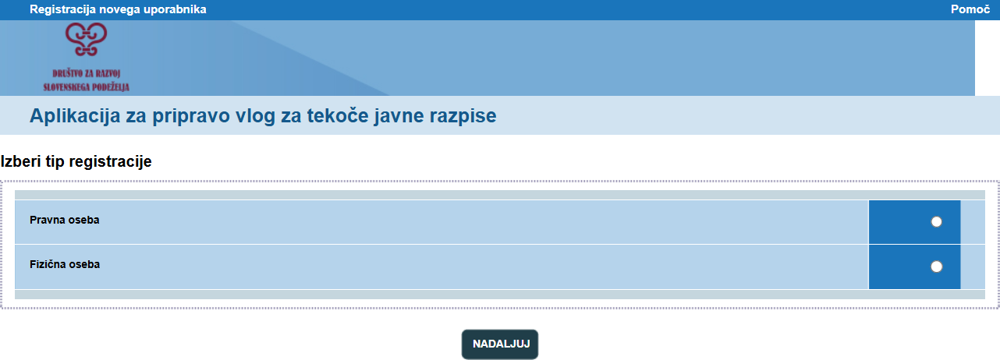 Registracija novega uporabnika
Pomoč
DRUŠTVO ZA RAZVOJ
SLOVENSKEGA PODEŽELJA
Aplikacija za pripravo vlog za tekoče javne razpise
Izberi tip registracije
Pravna oseba
Fizična oseba
NADALJUJ